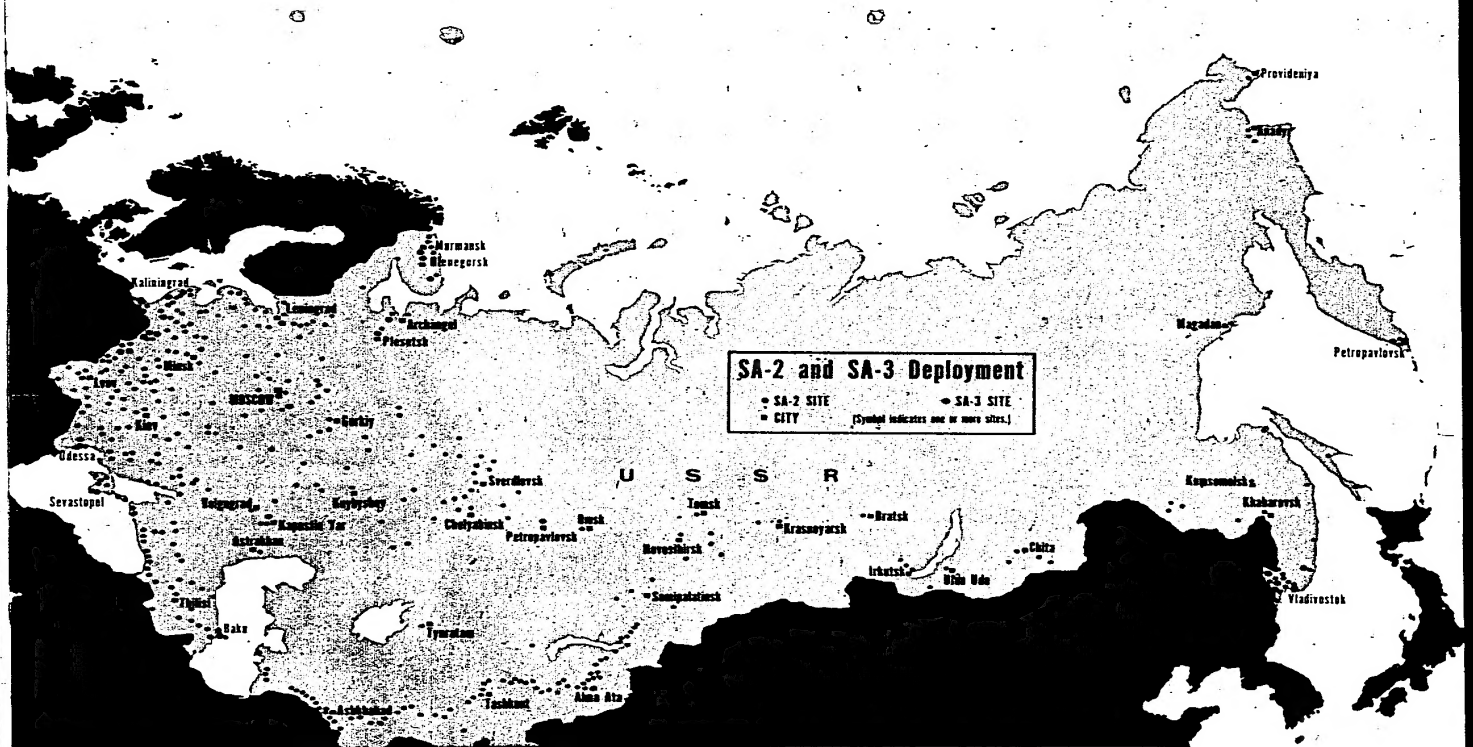 Provideniya
Anadyr
Murmansk
Olenegorsk
Kaliningrad
Leningrad
Archangel
Plesetsk
Magadan
Petropavlovsk
SA-2 and SA-3 Deployment
SA-2 SITE
SA-3 SITE
CITY
(Symbol indicates one or more sites.)
Minsk
Lvov
MOSCOW
Gorkiy
Kiev
Odessa
Sverdlovsk
U S S R
Sevastopol
Volgograd
Kuybyshev
Kapustin Yar
Chelyabinsk
Petropavlovsk
Omsk
Tomsk
Krasnoyarsk
Bratsk
Komsomolsk
Khabarovsk
Astrakhan
Novosibirsk
Chita
Irkutsk
Ulan Ude
Semipalatinsk
Vladivostok
Tbilisi
Baku
Tyuratam
Tashkent
Alma Ata
Ashkhabad